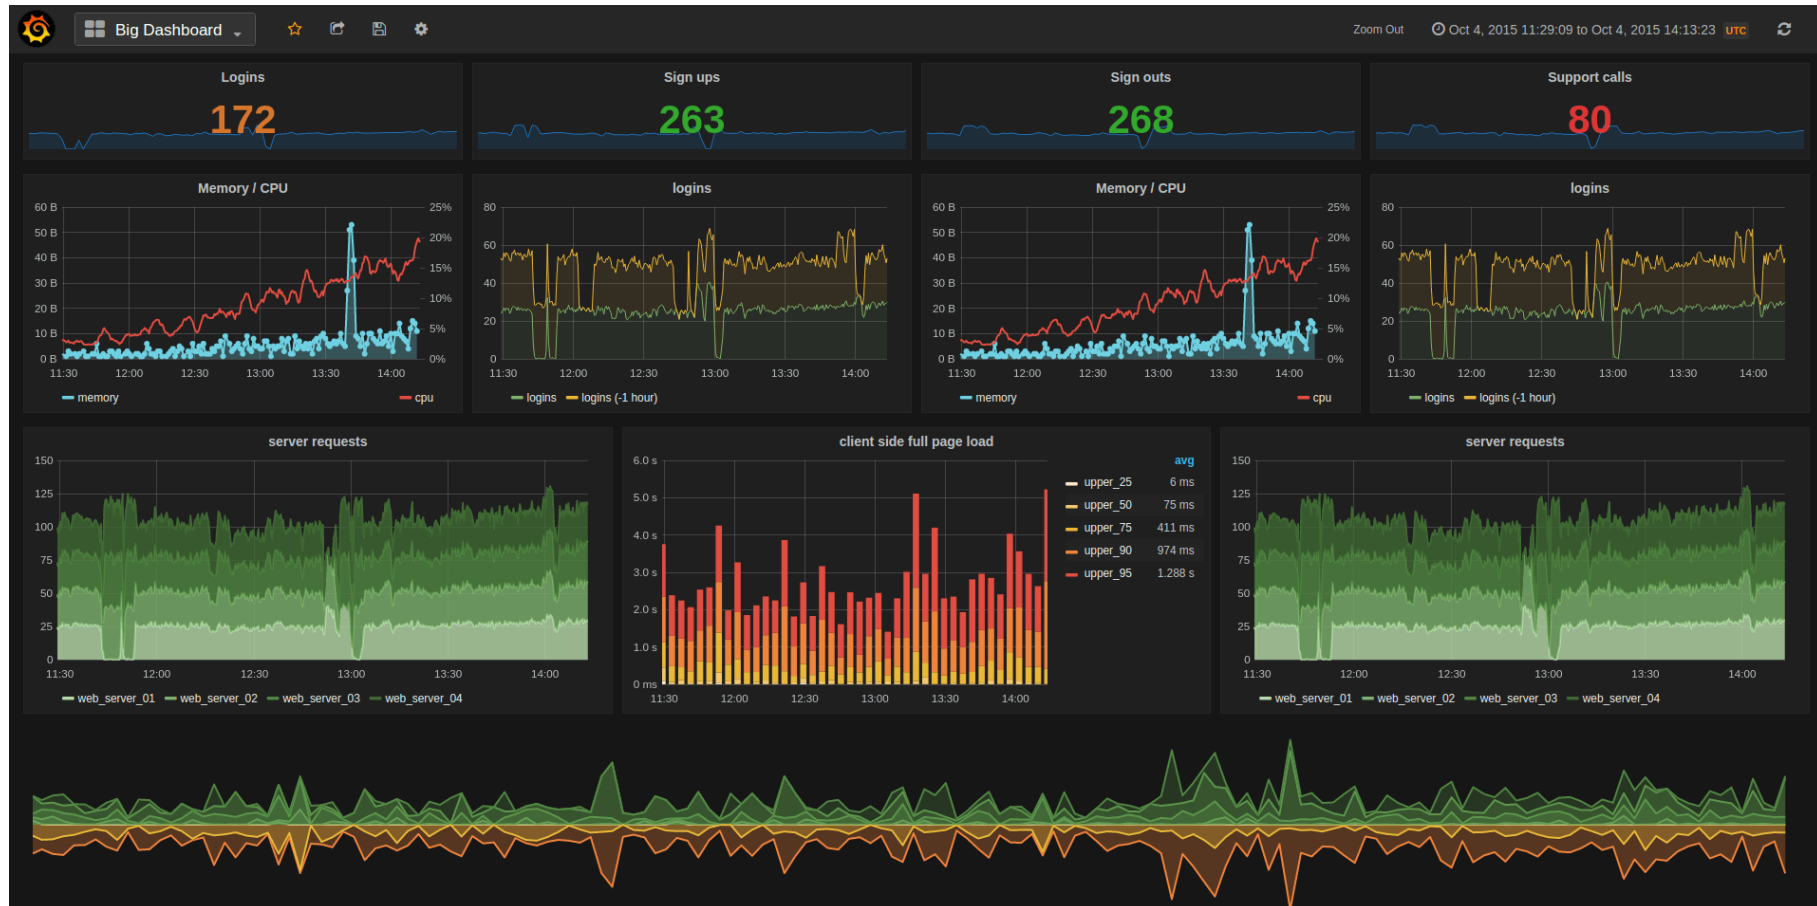 Big Dashboard
Zoom Out
Oct 4, 2015 11:29:09 to Oct 4, 2015 14:13:23 UTC
Logins
172
Sign ups
263
Sign outs
268
Support calls
80
Memory / CPU
60 B
50 B
40 B
30 B
20 B
10 B
0 B
25%
20%
15%
10%
5%
0%
11:30 12:00 12:30 13:00 13:30 14:00
memory cpu
logins
80
60
40
20
0
11:30 12:00 12:30 13:00 13:30 14:00
logins logins (-1 hour)
Memory / CPU
60 B
50 B
40 B
30 B
20 B
10 B
0 B
25%
20%
15%
10%
5%
0%
11:30 12:00 12:30 13:00 13:30 14:00
memory cpu
logins
80
60
40
20
0
11:30 12:00 12:30 13:00 13:30 14:00
logins logins (-1 hour)
server requests
150
125
100
75
50
25
0
11:30 12:00 12:30 13:00 13:30 14:00
web_server_01 web_server_02 web_server_03 web_server_04
client side full page load
6.0 s
5.0 s
4.0 s
3.0 s
2.0 s
1.0 s
0 ms
11:30 12:00 12:30 13:00 13:30 14:00
avg
upper_25 6 ms
upper_50 75 ms
upper_75 411 ms
upper_90 974 ms
upper_95 1.288 s
server requests
150
125
100
75
50
25
0
11:30 12:00 12:30 13:00 13:30 14:00
web_server_01 web_server_02 web_server_03 web_server_04